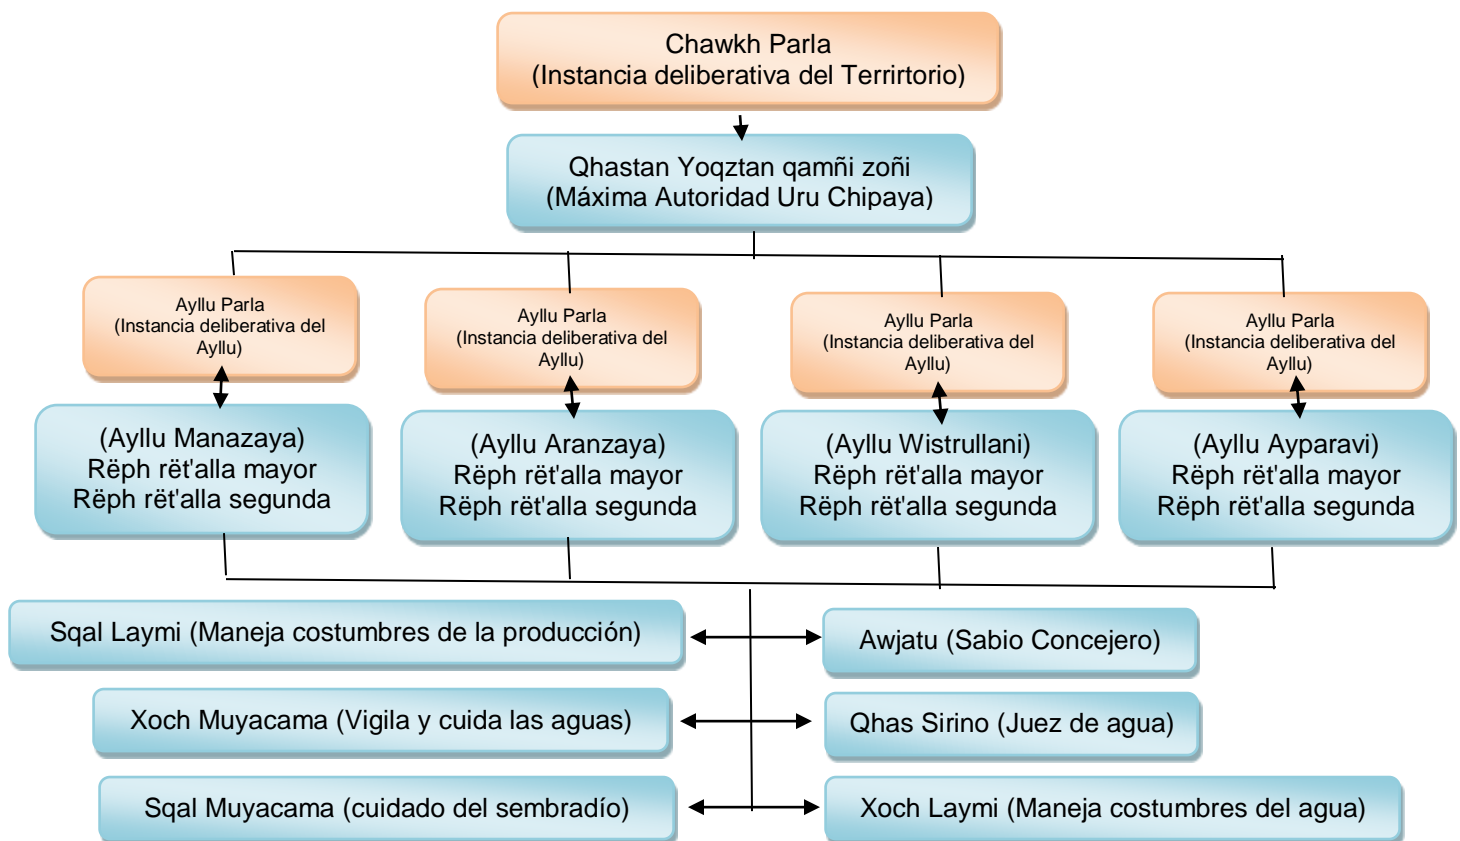 Chawkh Parla
(Instancia deliberativa del Terrirtorio)
Qhastan Yoqztan qamñi zoñi
(Máxima Autoridad Uru Chipaya)
Ayllu Parla
(Instancia deliberativa del
Ayllu)
Ayllu Parla
(Instancia deliberativa del
Ayllu)
Ayllu Parla
(Instancia deliberativa del
Ayllu)
Ayllu Parla
(Instancia deliberativa del
Ayllu)
(Ayllu Manazaya)
Rëph rët'alla mayor
Rëph rët'alla segunda
(Ayllu Aranzaya)
Rëph rët'alla mayor
Rëph rët'alla segunda
(Ayllu Wistrullani)
Rëph rët'alla mayor
Rëph rët'alla segunda
(Ayllu Ayparavi)
Rëph rët'alla mayor
Rëph rët'alla segunda
Sqal Laymi (Maneja costumbres de la producción)
Awjatu (Sabio Concejero)
Xoch Muyacama (Vigila y cuida las aguas)
Qhas Sirino (Juez de agua)
Sqal Muyacama (cuidado del sembradío)
Xoch Laymi (Maneja costumbres del agua)